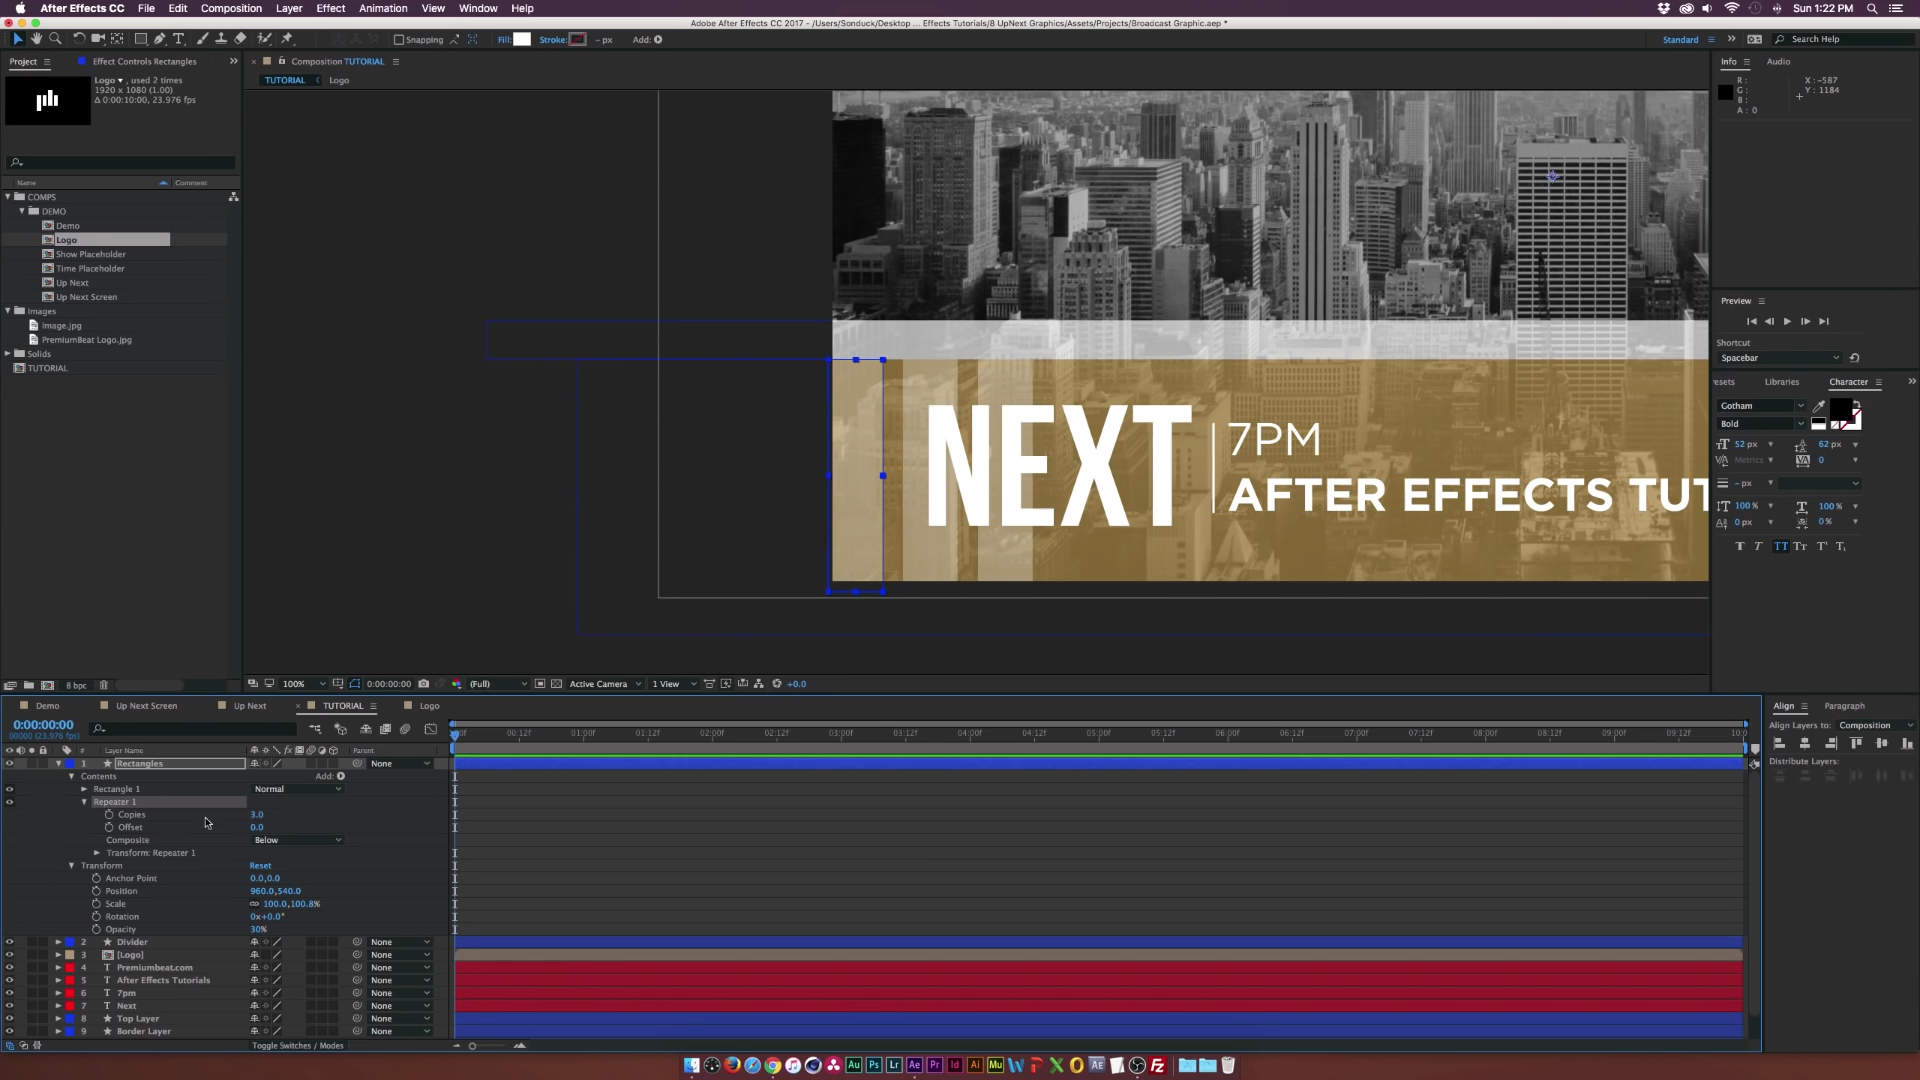 After Effects CC File Edit Composition Layer Effect Animation View Window Help
Sun 1:22 PM
Adobe After Effects CC 2017 - /Users/Sonduck/Desktop ... Effects Tutorials/8 UpNext Graphics/Assets/Projects/Broadcast Graphic.aep *
Snapping Fill: Stroke: - px Add: Standard Search Help
Project Effect Controls Rectangles
Logo , used 2 times
1920 x 1080 (1.00)
Δ 0:00:10:00, 23.976 fps
Name Comment
COMPS
DEMO
Demo
Logo
Show Placeholder
Time Placeholder
Up Next
Up Next Screen
Images
Image.jpg
PremiumBeat Logo.jpg
Solids
TUTORIAL
8 bpc
Composition TUTORIAL
TUTORIAL Logo
NEXT
7PM
AFTER EFFECTS TUT
100% 0:00:00:00 (Full) Active Camera 1 View +0.0
Info Audio
R :
G :
B :
A : 0
X : -587
Y : 1184
Preview
Shortcut
Spacebar
resets Libraries Character
Gotham
Bold
52 px 62 px
Metrics 0
- px
100 % 100 %
0 px 0 %
Demo Up Next Screen Up Next TUTORIAL Logo
0:00:00:00
00000 (23.976 fps)
00:12f 01:00f 01:12f 02:00f 02:12f 03:00f 03:12f 04:00f 04:12f 05:00f 05:12f 06:00f 06:12f 07:00f 07:12f 08:00f 08:12f 09:00f 09:12f 10:0
# Layer Name Parent
1 Rectangles None
Contents Add:
Rectangle 1 Normal
Repeater 1
Copies 3.0
Offset 0.0
Composite Below
Transform: Repeater 1
Transform Reset
Anchor Point 0.0,0.0
Position 960.0,540.0
Scale 100.0,100.8%
Rotation 0x+0.0°
Opacity 30%
2 Divider None
3 [Logo] None
4 Premiumbeat.com None
5 After Effects Tutorials None
6 7pm None
7 Next None
8 Top Layer None
9 Border Layer None
Toggle Switches / Modes
Align Paragraph
Align Layers to: Composition
Distribute Layers:
Au Ps Lr Ae Pr Id Ai Mu W P X O AE Fz